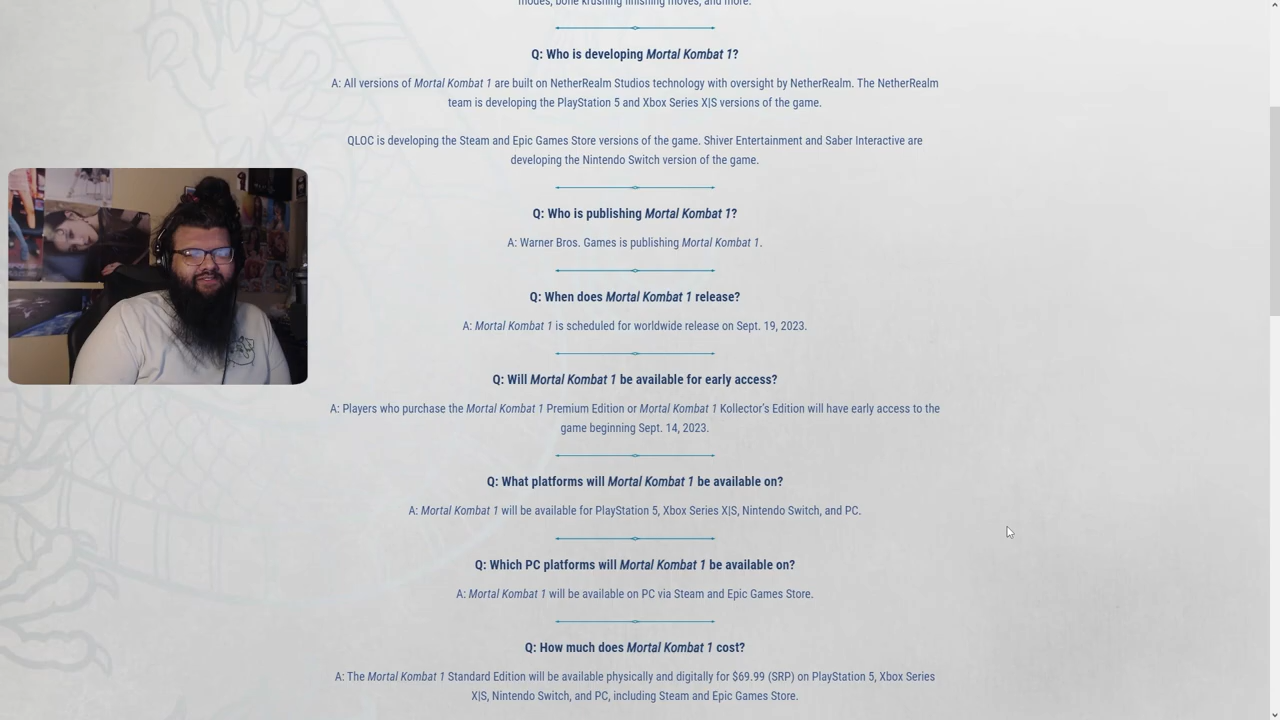 modes, bone krushing finishing moves, and more.
Q: Who is developing Mortal Kombat 1?
A: All versions of Mortal Kombat 1 are built on NetherRealm Studios technology with oversight by NetherRealm. The NetherRealm
team is developing the PlayStation 5 and Xbox Series X|S versions of the game.
QLOC is developing the Steam and Epic Games Store versions of the game. Shiver Entertainment and Saber Interactive are
developing the Nintendo Switch version of the game.
Q: Who is publishing Mortal Kombat 1?
A: Warner Bros. Games is publishing Mortal Kombat 1.
Q: When does Mortal Kombat 1 release?
A: Mortal Kombat 1 is scheduled for worldwide release on Sept. 19, 2023.
Q: Will Mortal Kombat 1 be available for early access?
A: Players who purchase the Mortal Kombat 1 Premium Edition or Mortal Kombat 1 Kollector's Edition will have early access to the
game beginning Sept. 14, 2023.
Q: What platforms will Mortal Kombat 1 be available on?
A: Mortal Kombat 1 will be available for PlayStation 5, Xbox Series X|S, Nintendo Switch, and PC.
Q: Which PC platforms will Mortal Kombat 1 be available on?
A: Mortal Kombat 1 will be available on PC via Steam and Epic Games Store.
Q: How much does Mortal Kombat 1 cost?
A: The Mortal Kombat 1 Standard Edition will be available physically and digitally for $69.99 (SRP) on PlayStation 5, Xbox Series
X|S, Nintendo Switch, and PC, including Steam and Epic Games Store.